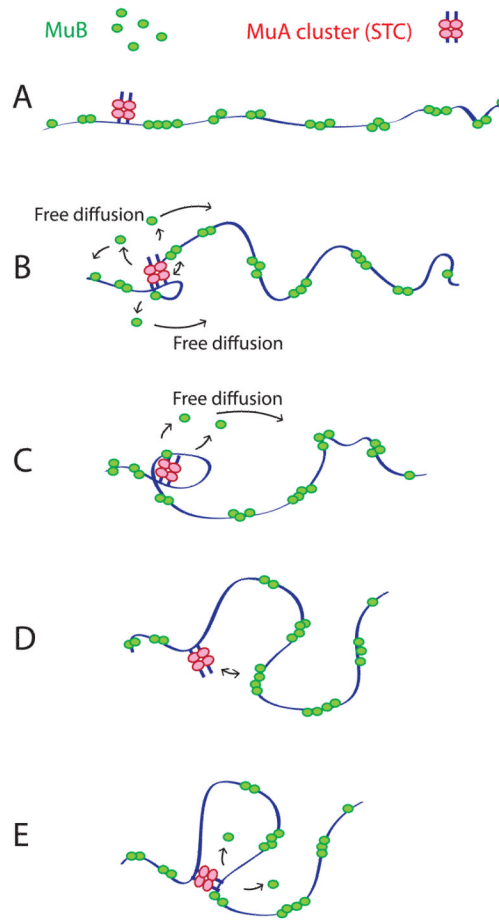 MuB
MuA cluster (STC)
A
Free diffusion
B
Free diffusion
Free diffusion
C
D
E